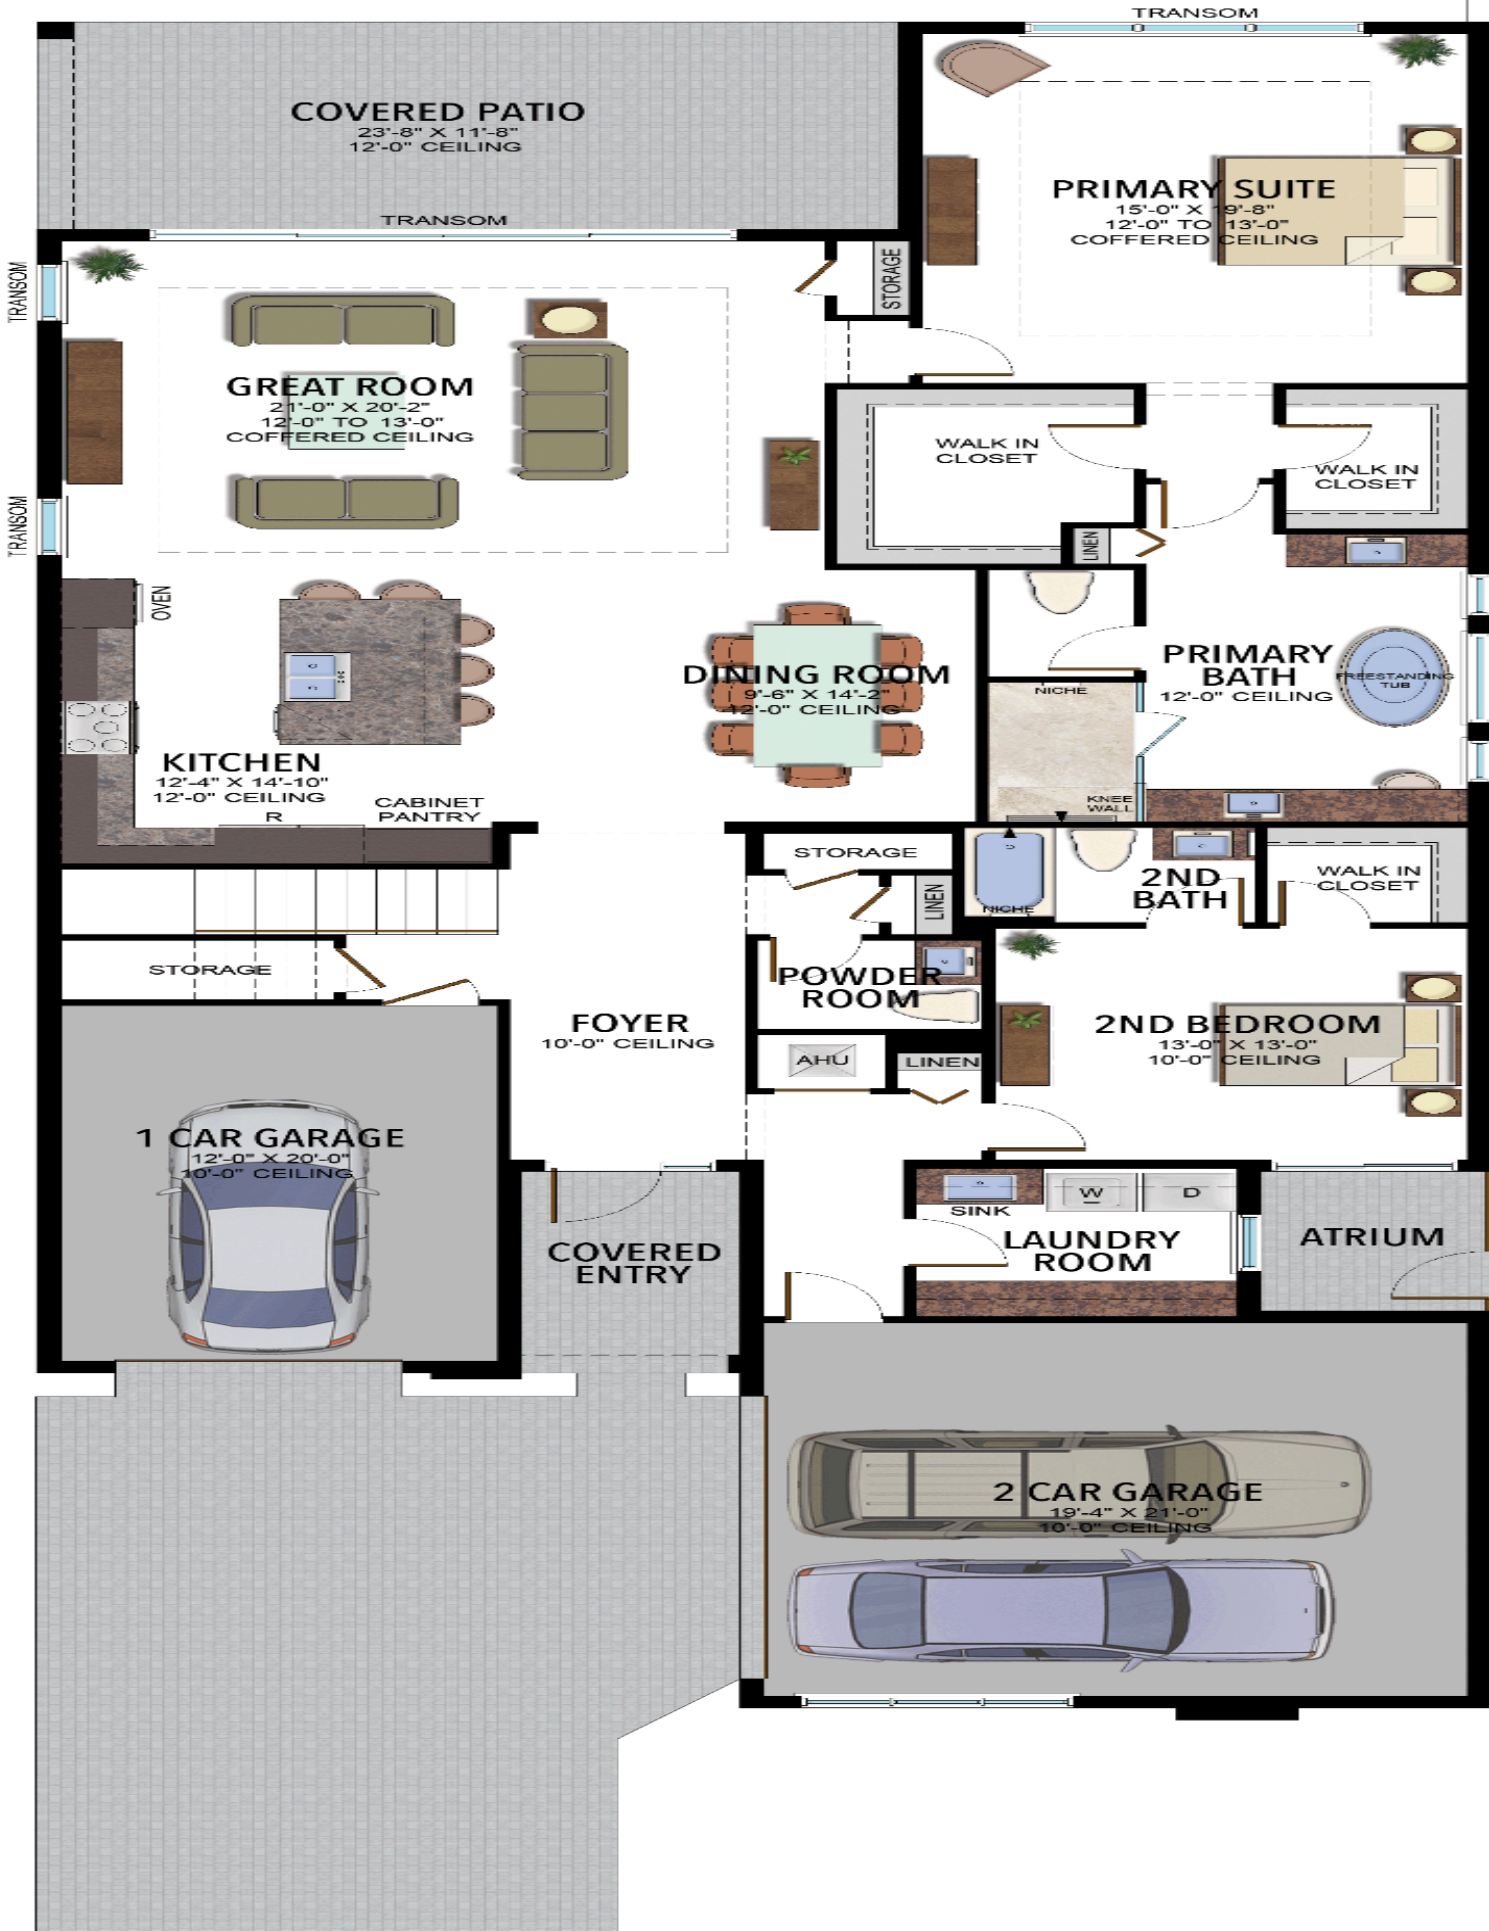 TRANSOM
COVERED PATIO
23'-8" X 11'-8"
12'-0" CEILING
PRIMARY SUITE
15'-0" X 19'-8"
12'-0" TO 13'-0"
COFFERED CEILING
TRANSOM
TRANSOM
STORAGE
GREAT ROOM
21'-0" X 20'-2"
12'-0" TO 13'-0"
COFFERED CEILING
WALK IN
CLOSET
WALK IN
CLOSET
TRANSOM
LINEN
OVEN
DINING ROOM
9'-6" X 14'-2"
12'-0" CEILING
PRIMARY
BATH
12'-0" CEILING
FREESTANDING
TUB
NICHE
KITCHEN
12'-4" X 14'-10"
12'-0" CEILING
R
CABINET
PANTRY
KNEE
WALL
STORAGE
LINEN
NICHE
2ND
BATH
WALK IN
CLOSET
STORAGE
POWDER
ROOM
FOYER
10'-0" CEILING
2ND BEDROOM
13'-0" X 13'-0"
10'-0" CEILING
AHU
LINEN
1 CAR GARAGE
12'-0" X 20'-0"
10'-0" CEILING
W
D
SINK
LAUNDRY
ROOM
ATRIUM
COVERED
ENTRY
2 CAR GARAGE
19'-4" X 21'-0"
10'-0" CEILING